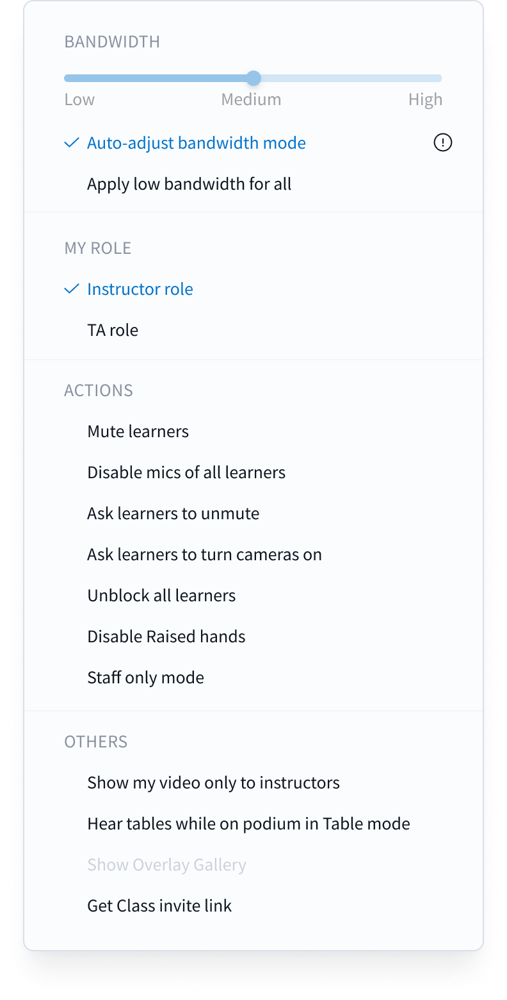 BANDWIDTH
Low Medium High
Auto-adjust bandwidth mode
Apply low bandwidth for all
MY ROLE
Instructor role
TA role
ACTIONS
Mute learners
Disable mics of all learners
Ask learners to unmute
Ask learners to turn cameras on
Unblock all learners
Disable Raised hands
Staff only mode
OTHERS
Show my video only to instructors
Hear tables while on podium in Table mode
Show Overlay Gallery
Get Class invite link